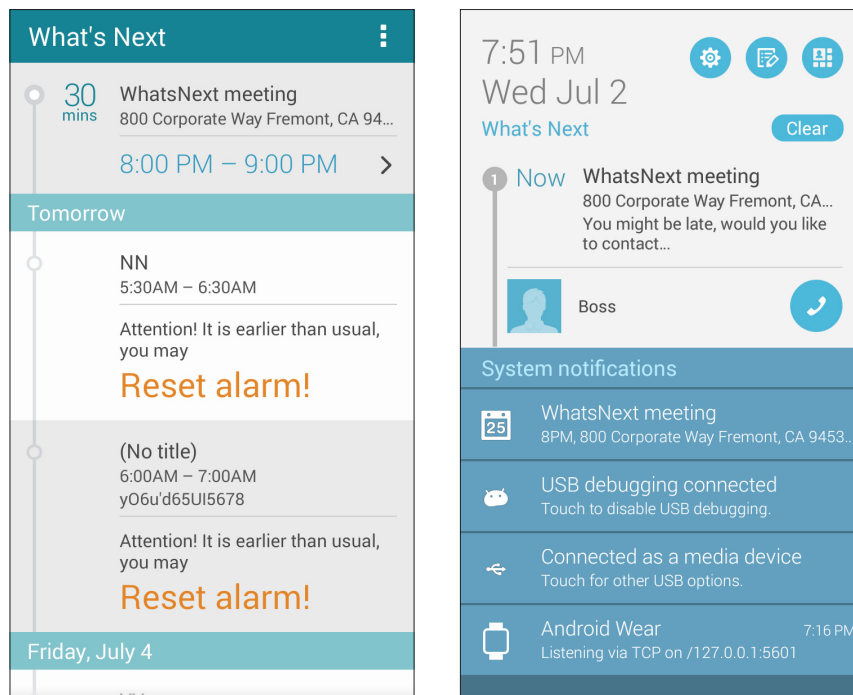 What's Next
30
mins
WhatsNext meeting
800 Corporate Way Fremont, CA 94...
8:00 PM – 9:00 PM
Tomorrow
NN
5:30AM – 6:30AM
Attention! It is earlier than usual,
you may
Reset alarm!
(No title)
6:00AM – 7:00AM
yO6u'd65UI5678
Attention! It is earlier than usual,
you may
Reset alarm!
Friday, July 4
7:51 PM
Wed Jul 2
What's Next
Clear
1
Now
WhatsNext meeting
800 Corporate Way Fremont, CA...
You might be late, would you like
to contact...
Boss
System notifications
25
WhatsNext meeting
8PM, 800 Corporate Way Fremont, CA 9453...
USB debugging connected
Touch to disable USB debugging.
Connected as a media device
Touch for other USB options.
Android Wear
7:16 PM
Listening via TCP on /127.0.0.1:5601